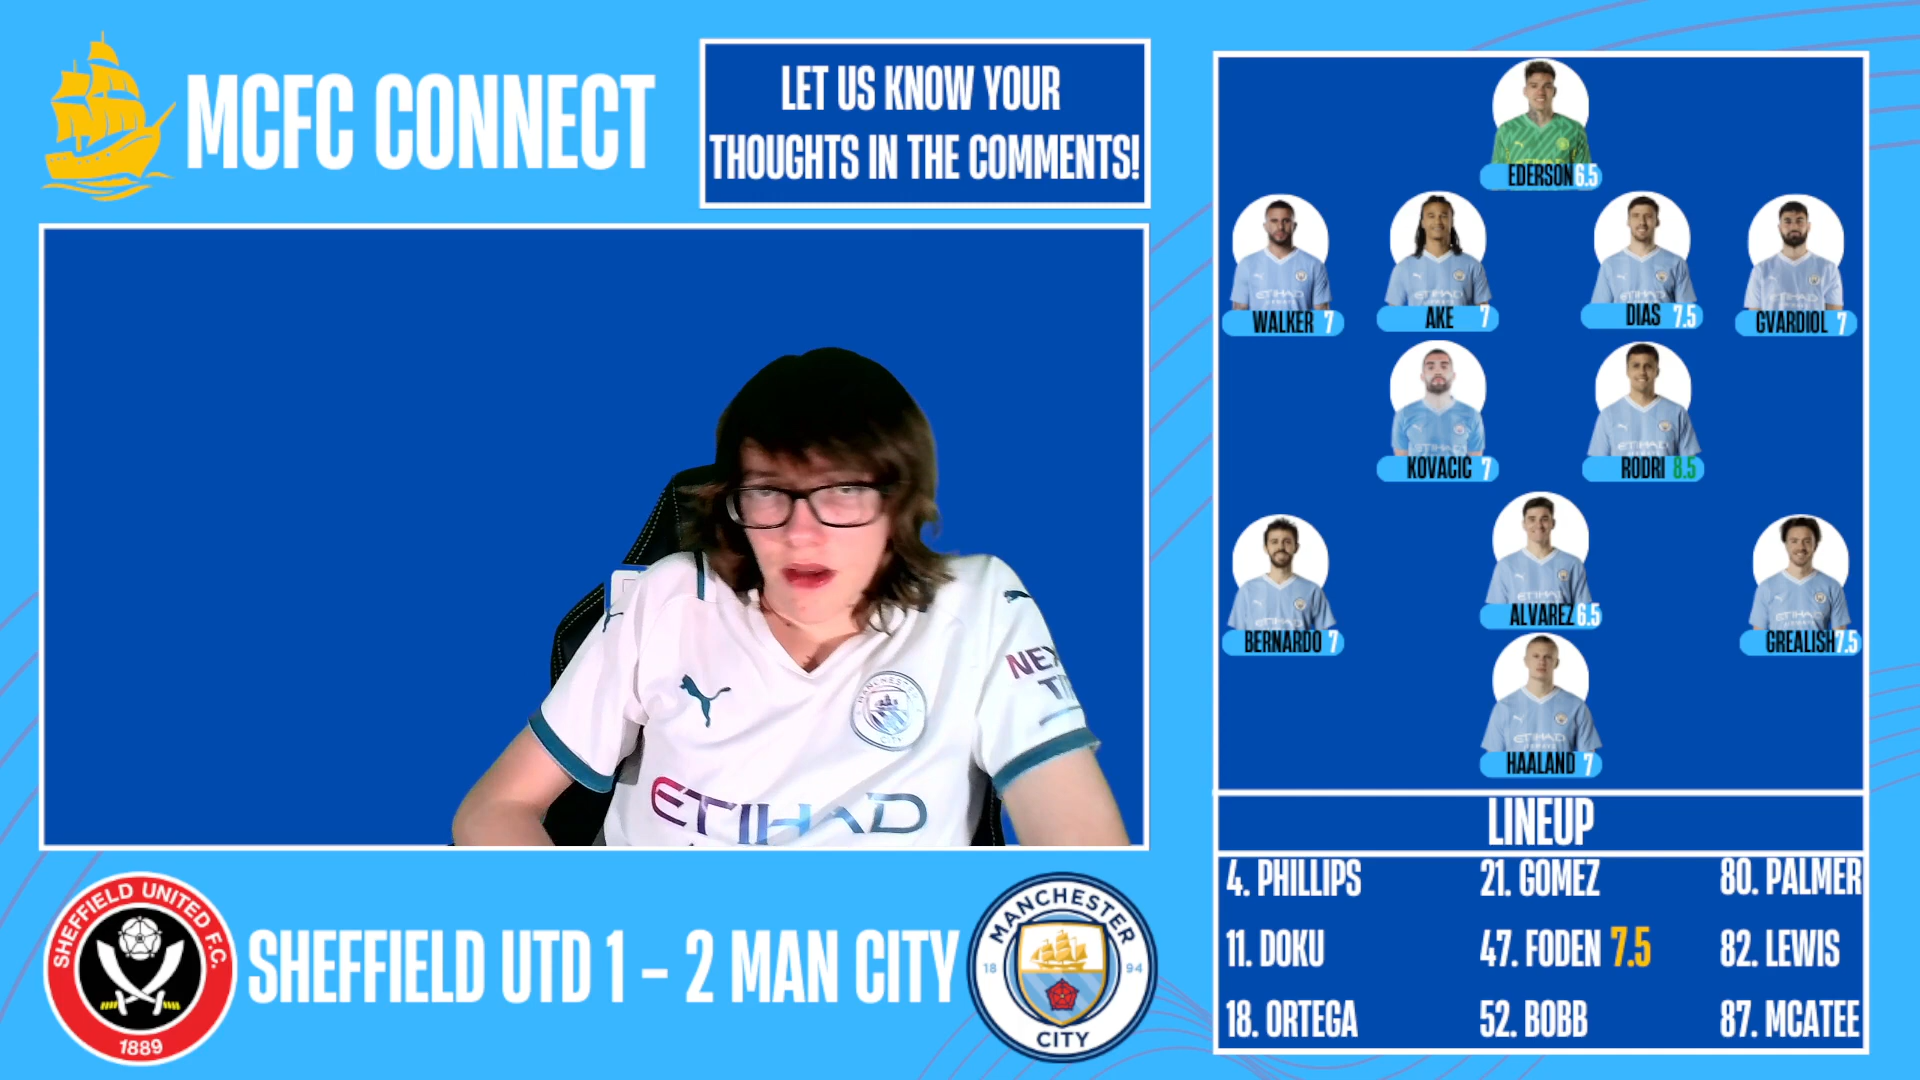 MCFC CONNECT
LET US KNOW YOUR
THOUGHTS IN THE COMMENTS!
EDERSON 6.5
WALKER 7
AKE 7
DIAS 7.5
GVARDIOL 7
KOVACIC 7
RODRI 8.5
BERNARDO 7
ALVAREZ 6.5
GREALISH 7.5
HAALAND 7
LINEUP
4. PHILLIPS
21. GOMEZ
80. PALMER
11. DOKU
47. FODEN 7.5
82. LEWIS
18. ORTEGA
52. BOBB
87. MCATEE
MANCHESTER
CITY
NEX
ETIHAD
SHEFFIELD UNITED F.C.
1889
SHEFFIELD UTD 1 - 2 MAN CITY
MANCHESTER
18 94
CITY